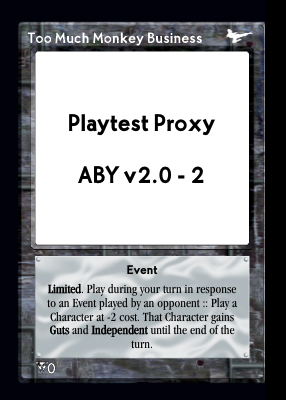 Too Much Monkey Business
Playtest Proxy
ABY v2.0 - 2
Event
Limited. Play during your turn in response
to an Event played by an opponent :: Play a
Character at -2 cost. That Character gains
Guts and Independent until the end of the
turn.
0